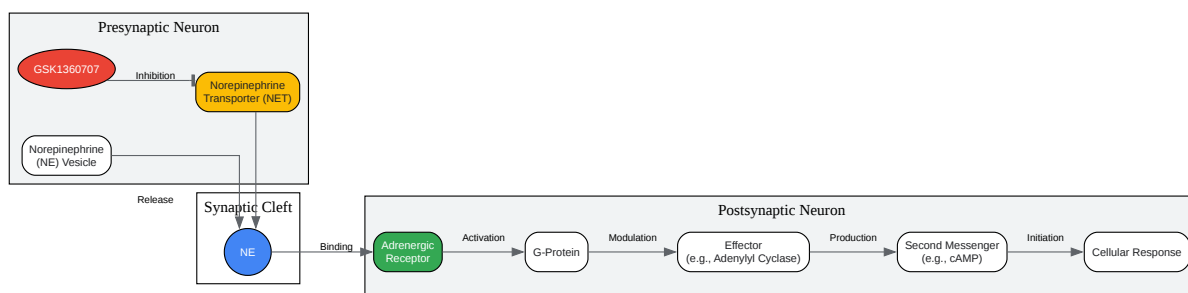 Presynaptic Neuron
GSK1360707
Inhibition
Norepinephrine
Transporter (NET)
Norepinephrine
(NE) Vesicle
Release
Synaptic Cleft
NE
Binding
Postsynaptic Neuron
Adrenergic
Receptor
Activation
G-Protein
Modulation
Effector
(e.g., Adenylyl Cyclase)
Production
Second Messenger
(e.g., cAMP)
Initiation
Cellular Response